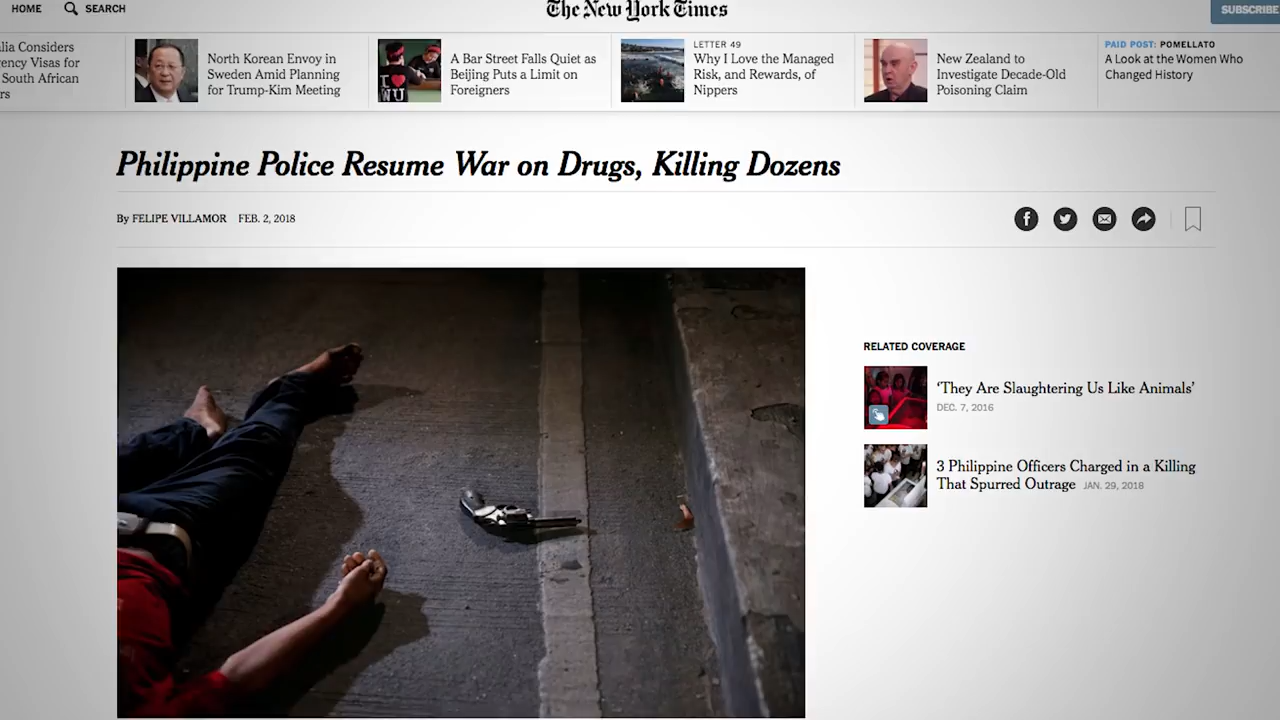 HOME
SEARCH
The New York Times
SUBSCRIBE
lia Considers
ency Visas for
South African
rs
North Korean Envoy in
Sweden Amid Planning
for Trump-Kim Meeting
I ♥
WU
A Bar Street Falls Quiet as
Beijing Puts a Limit on
Foreigners
LETTER 49
Why I Love the Managed
Risk, and Rewards, of
Nippers
New Zealand to
Investigate Decade-Old
Poisoning Claim
PAID POST: POMELLATO
A Look at the Women Who
Changed History
Philippine Police Resume War on Drugs, Killing Dozens
By FELIPE VILLAMOR FEB. 2, 2018
RELATED COVERAGE
‘They Are Slaughtering Us Like Animals’
DEC. 7, 2016
3 Philippine Officers Charged in a Killing
That Spurred Outrage JAN. 29, 2018